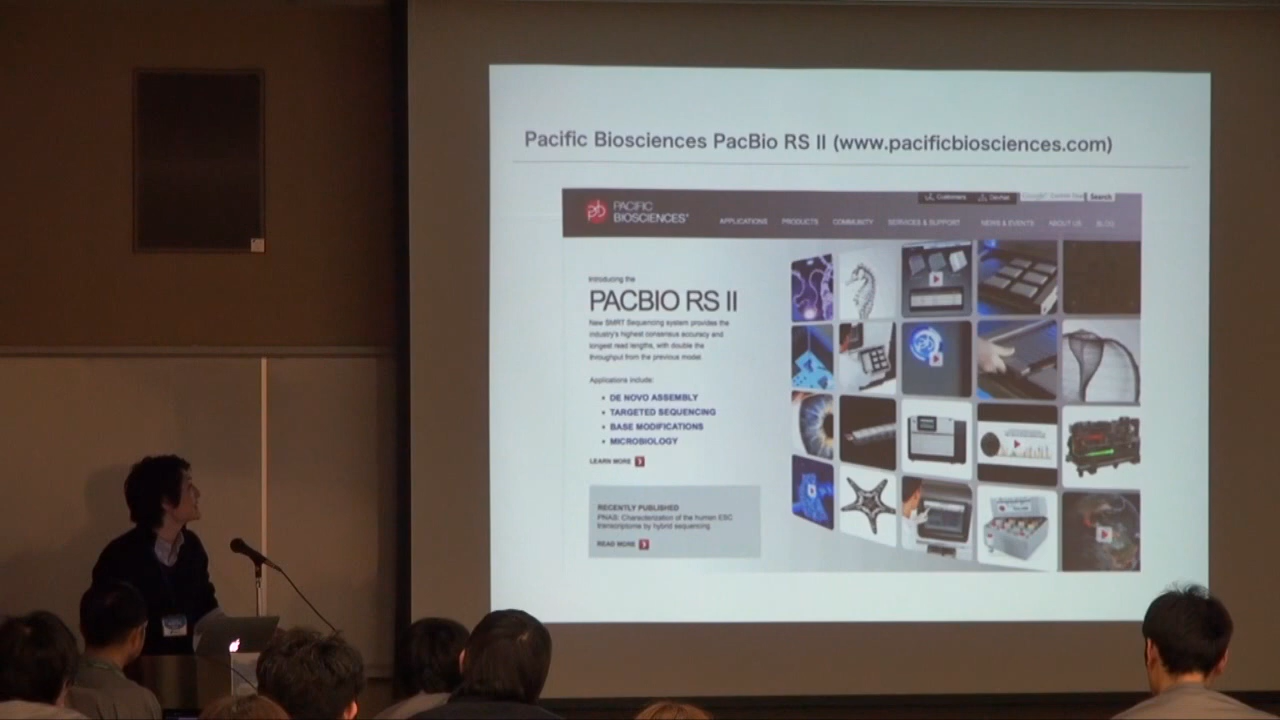 Pacific Biosciences PacBio RS II (www.pacificbiosciences.com)
Customers DevNet Search
PACIFIC
BIOSCIENCES®
APPLICATIONS PRODUCTS COMMUNITY SERVICES & SUPPORT NEWS & EVENTS ABOUT US BLOG
Introducing the
PACBIO RS II
New SMRT Sequencing system provides the
industry's highest consensus accuracy and
longest read lengths, with double the
throughput from the previous model.
Applications include:
• DE NOVO ASSEMBLY
• TARGETED SEQUENCING
• BASE MODIFICATIONS
• MICROBIOLOGY
LEARN MORE
RECENTLY PUBLISHED
PNAS: Characterization of the human ESC
transcriptome by hybrid sequencing
READ MORE